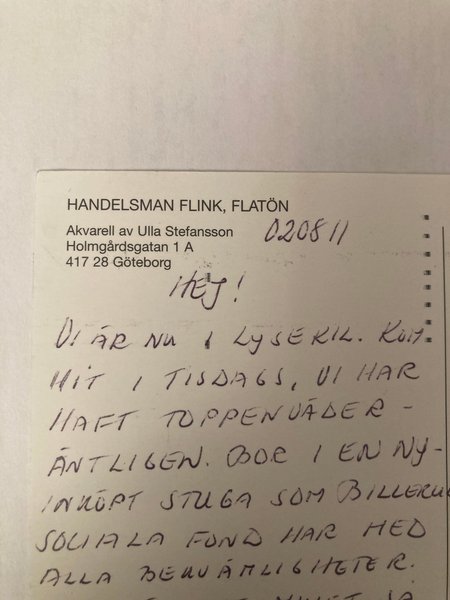 HANDELSMAN FLINK, FLATÖN
Akvarell av Ulla Stefansson
Holmgårdsgatan 1 A
417 28 Göteborg
020811
HEJ!
VI ÄR NU I LYSEKIL. KOM
HIT I TISDAGS, VI HAR
HAFT TOPPENVÄDER -
ÄNTLIGEN. BOR I EN NY-
INKÖPT STUGA SOM BILLERU
SOCIALA FOND HAR MED
ALLA BEKVÄMLIGHETER.